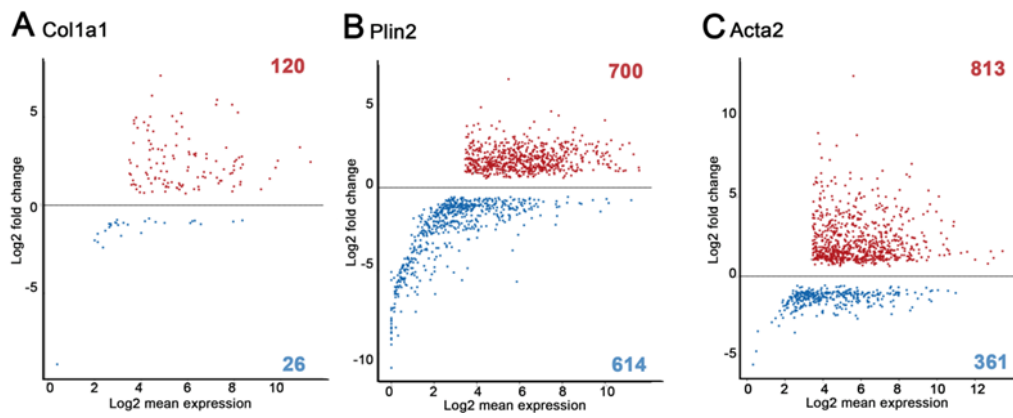 A Col1a1
120
5
0
-5
26
0 2 4 6 8 10
Log2 mean expression
Log2 fold change
B Plin2
700
5
0
-5
-10
614
0 2 4 6 8 10
Log2 mean expression
Log2 fold change
C Acta2
813
10
5
0
-5
361
0 2 4 6 8 10 12
Log2 mean expression
Log2 fold change